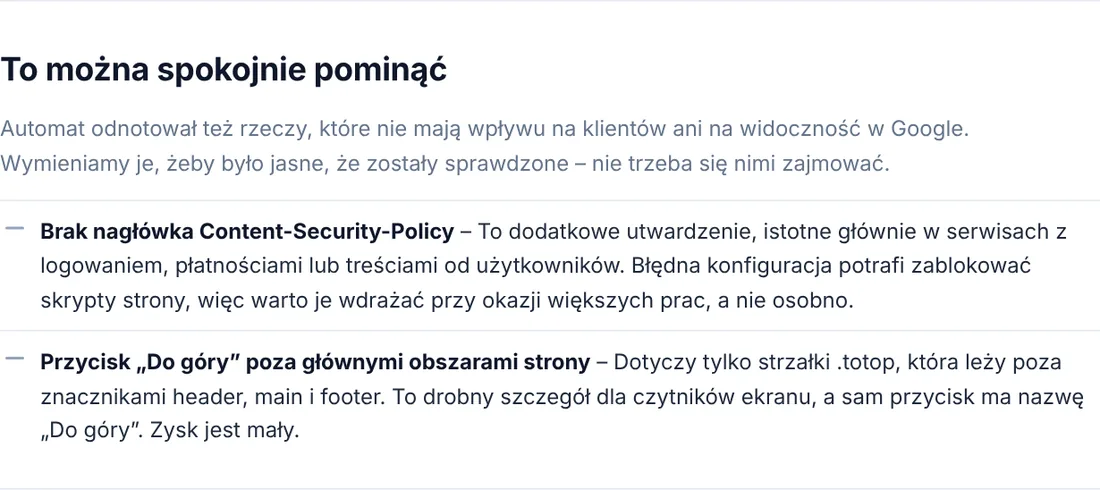 To można spokojnie pominąć
Automat odnotował też rzeczy, które nie mają wpływu na klientów ani na widoczność w Google.
Wymieniamy je, żeby było jasne, że zostały sprawdzone – nie trzeba się nimi zajmować.
— Brak nagłówka Content-Security-Policy – To dodatkowe utwardzenie, istotne głównie w serwisach z
logowaniem, płatnościami lub treściami od użytkowników. Błędna konfiguracja potrafi zablokować
skrypty strony, więc warto je wdrażać przy okazji większych prac, a nie osobno.
— Przycisk „Do góry” poza głównymi obszarami strony – Dotyczy tylko strzałki .totop, która leży poza
znacznikami header, main i footer. To drobny szczegół dla czytników ekranu, a sam przycisk ma nazwę
„Do góry”. Zysk jest mały.